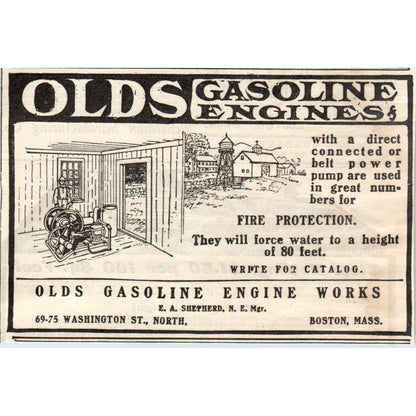 OLDS GASOLINE
ENGINES
with a direct
connected or
belt power
pump are used
in great num-
bers for
FIRE PROTECTION.
They will force water to a height
of 80 feet.
WRITE FOR CATALOG.
OLDS GASOLINE ENGINE WORKS
E. A. SHEPHERD, N. E. Mgr.
69-75 WASHINGTON ST., NORTH, BOSTON, MASS.